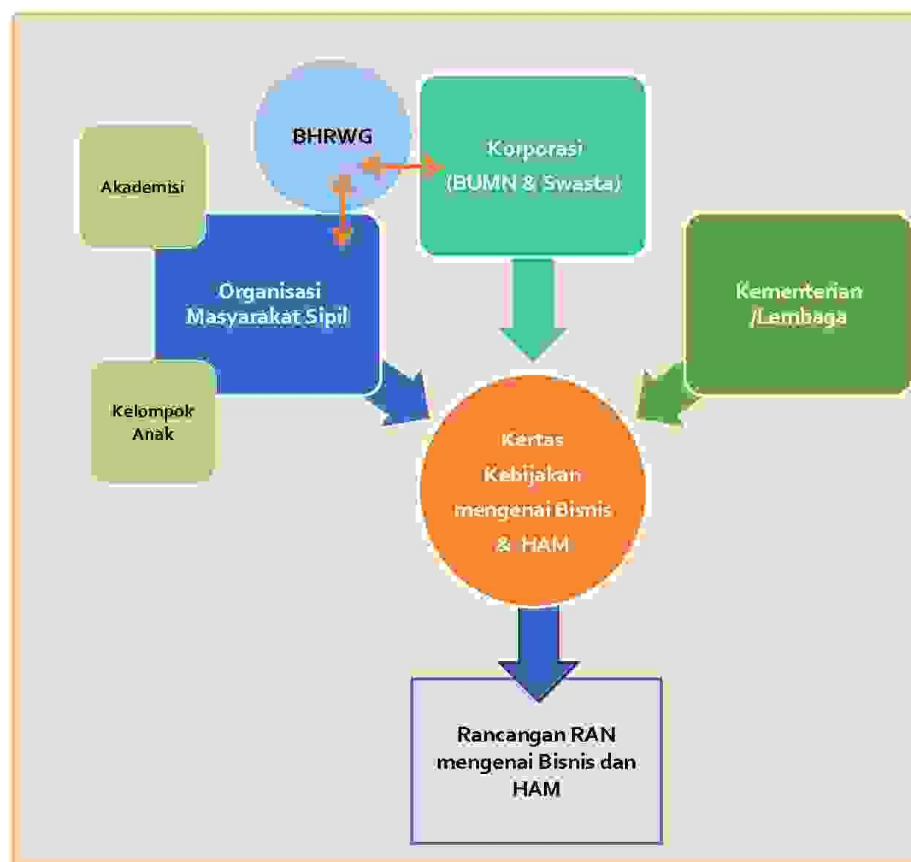 BHRWG
Korporasi
(BUMN & Swasta)
Akademisi
Organisasi
Masyarakat Sipil
Kementerian
/Lembaga
Kelompok
Anak
Kertas
Kebijakan
mengenai Bisnis
& HAM
Rancangan RAN
mengenai Bisnis dan
HAM